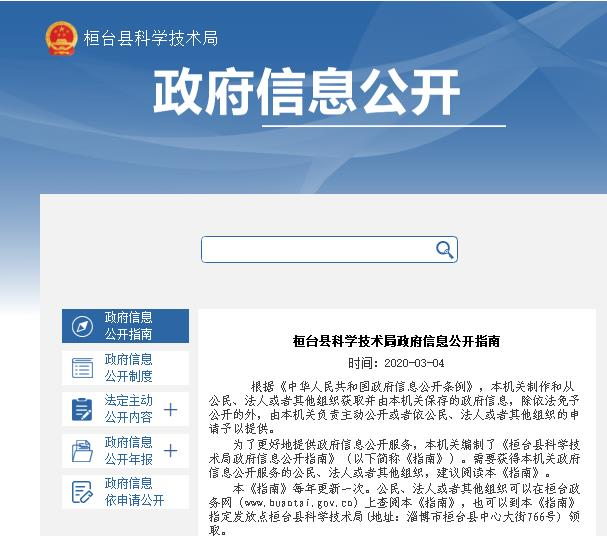 桓台县科学技术局
政府信息公开
政府信息
公开指南
政府信息
公开制度
法定主动
公开内容
政府信息
公开年报
政府信息
依申请公开
桓台县科学技术局政府信息公开指南
时间：2020-03-04
根据《中华人民共和国政府信息公开条例》，本机关制作和从
公民、法人或者其他组织获取并由本机关保存的政府信息，除依法免予
公开的外，由本机关负责主动公开或者依公民、法人或者其他组织的申
请予以提供。
为了更好地提供政府信息公开服务，本机关编制了《桓台县科学技
术局政府信息公开指南》（以下简称《指南》）。需要获得本机关政府
信息公开服务的公民、法人或者其他组织，建议阅读本《指南》。
本《指南》每年更新一次。公民、法人或者其他组织可以在桓台政
务网（www.huantai.gov.cn）上查阅本《指南》，也可以到本《指南》
指定发放点桓台县科学技术局(地址：淄博市桓台县中心大街766号) 领
取。